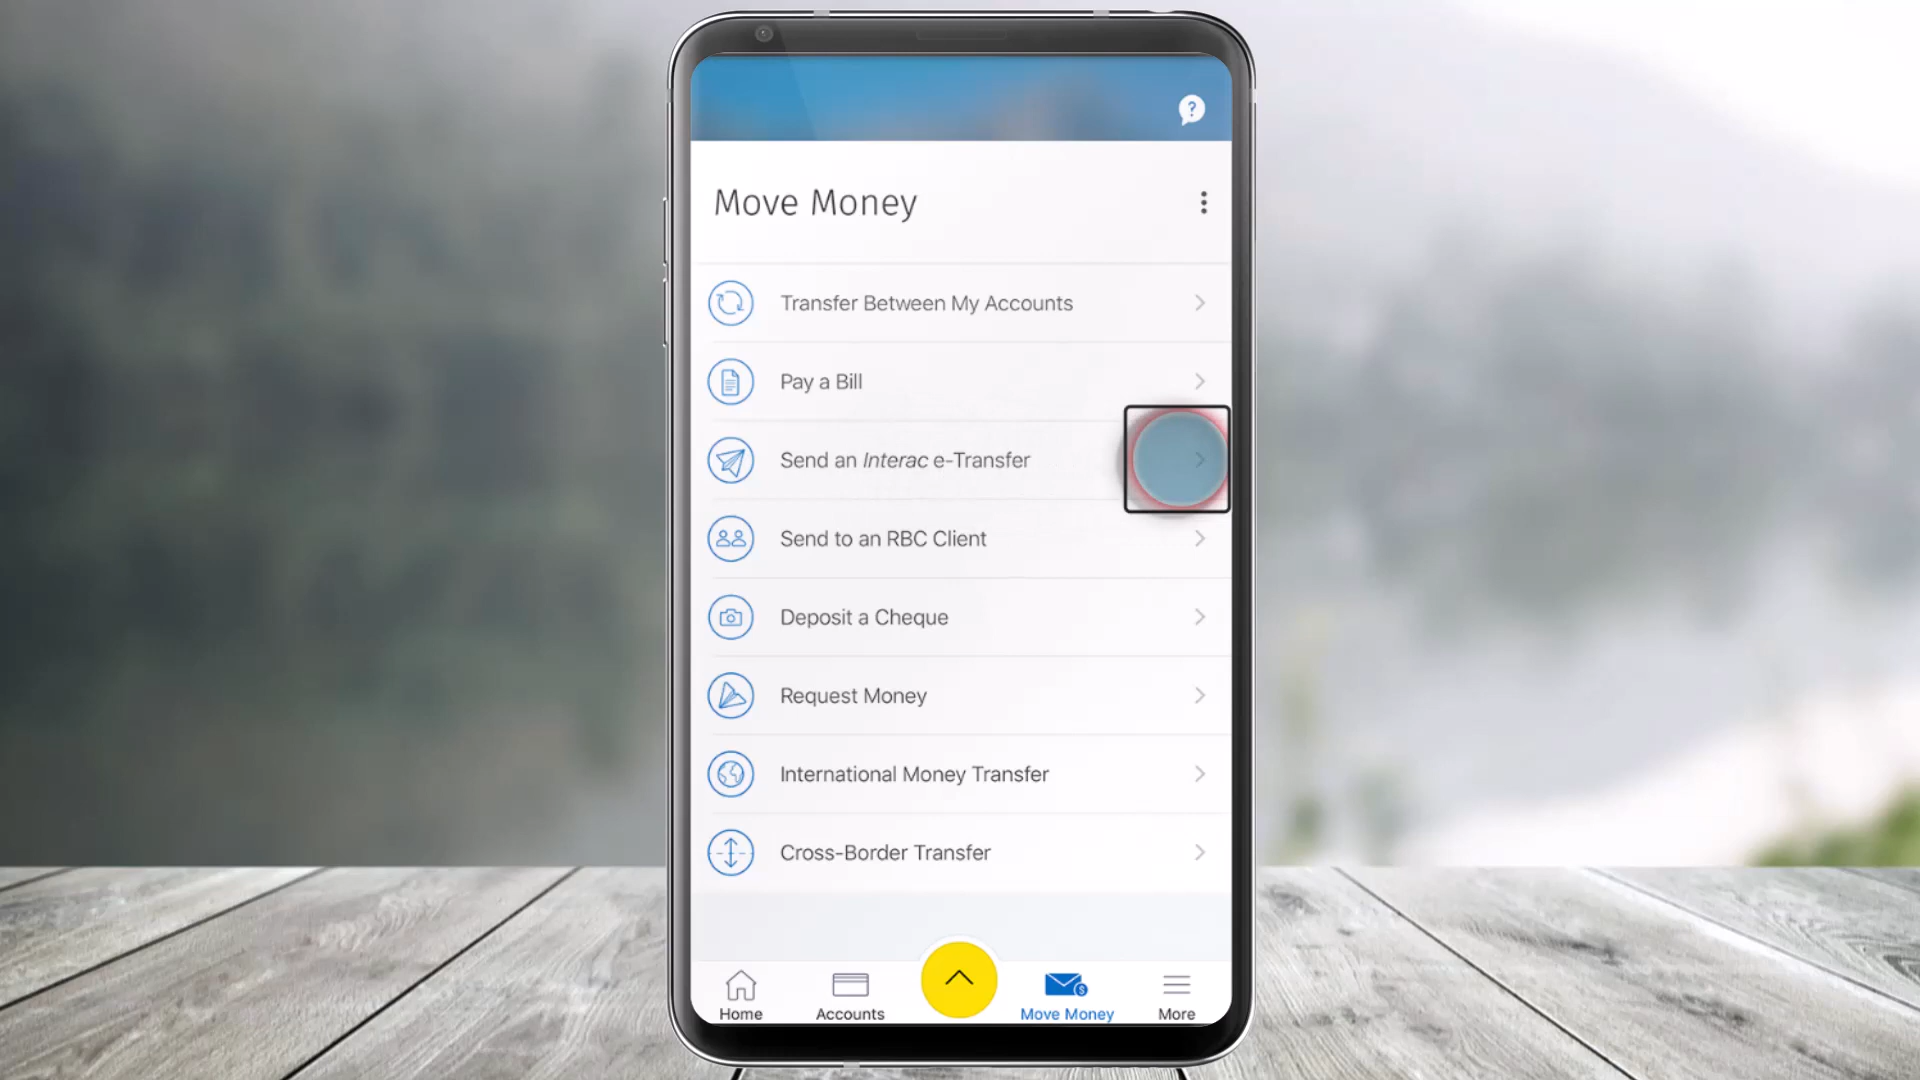 ?
Move Money
Transfer Between My Accounts
Pay a Bill
Send an Interac e-Transfer
Send to an RBC Client
Deposit a Cheque
Request Money
International Money Transfer
Cross-Border Transfer
$
Home
Accounts
Move Money
More